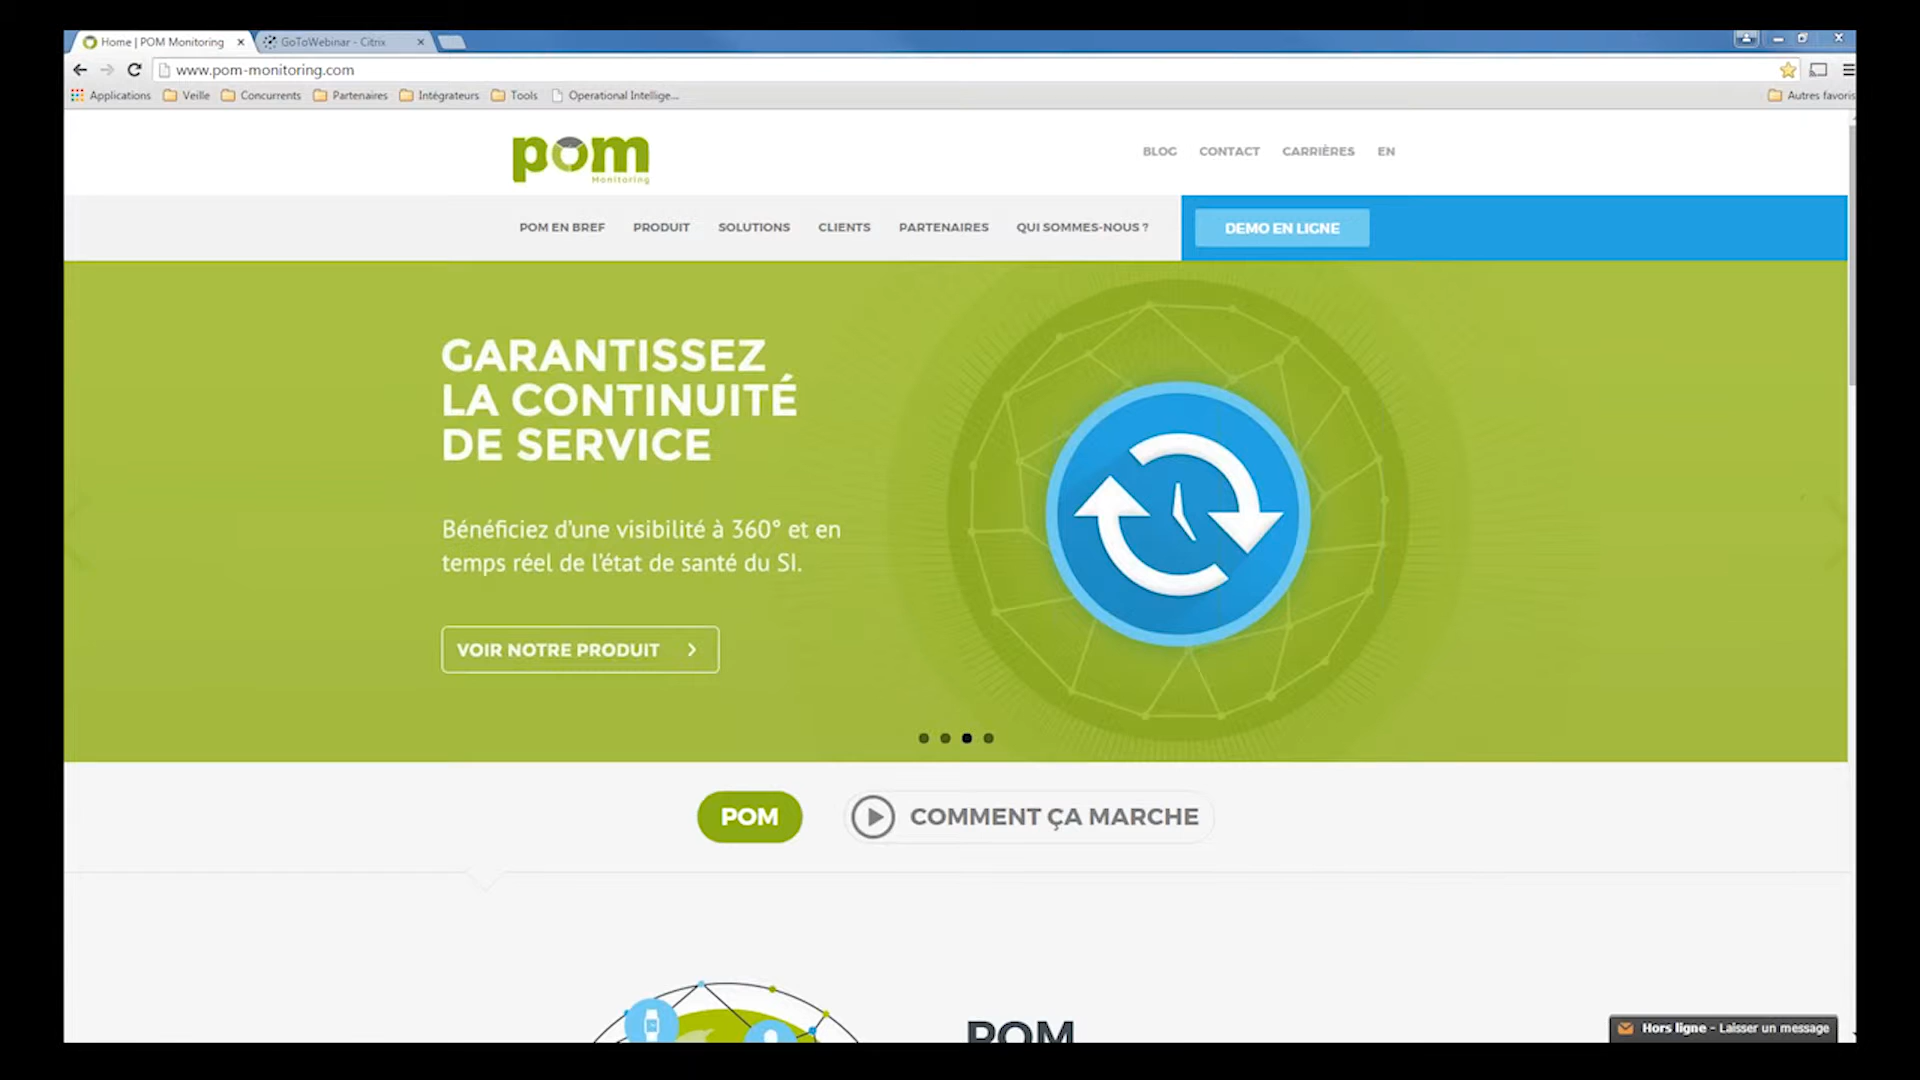 Home | POM Monitoring
GoToWebinar - Citrix
www.pom-monitoring.com
Applications Veille Concurrents Partenaires Intégrateurs Tools Operational Intellige... Autres favoris
pom
Monitoring
BLOG CONTACT CARRIÈRES EN
POM EN BREF PRODUIT SOLUTIONS CLIENTS PARTENAIRES QUI SOMMES-NOUS ? DEMO EN LIGNE
GARANTISSEZ
LA CONTINUITÉ
DE SERVICE
Bénéficiez d'une visibilité à 360° et en
temps réel de l'état de santé du SI.
VOIR NOTRE PRODUIT
POM COMMENT ÇA MARCHE
POM
Hors ligne - Laisser un message